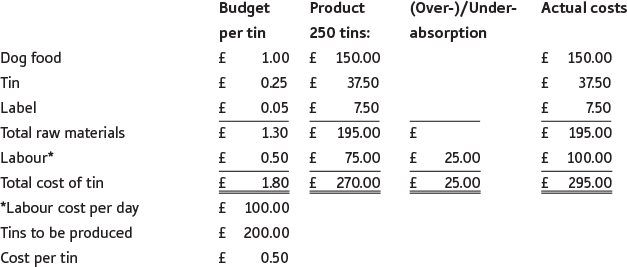 Budget Product (Over-)/Under- Actual costs
per tin 250 tins: absorption
Dog food £ 1.00 £ 150.00 £ 150.00
Tin £ 0.25 £ 37.50 £ 37.50
Label £ 0.05 £ 7.50 £ 7.50
Total raw materials £ 1.30 £ 195.00 £ £ 195.00
Labour* £ 0.50 £ 75.00 £ 25.00 £ 100.00
Total cost of tin £ 1.80 £ 270.00 £ 25.00 £ 295.00
*Labour cost per day £ 100.00
Tins to be produced £ 200.00
Cost per tin £ 0.50